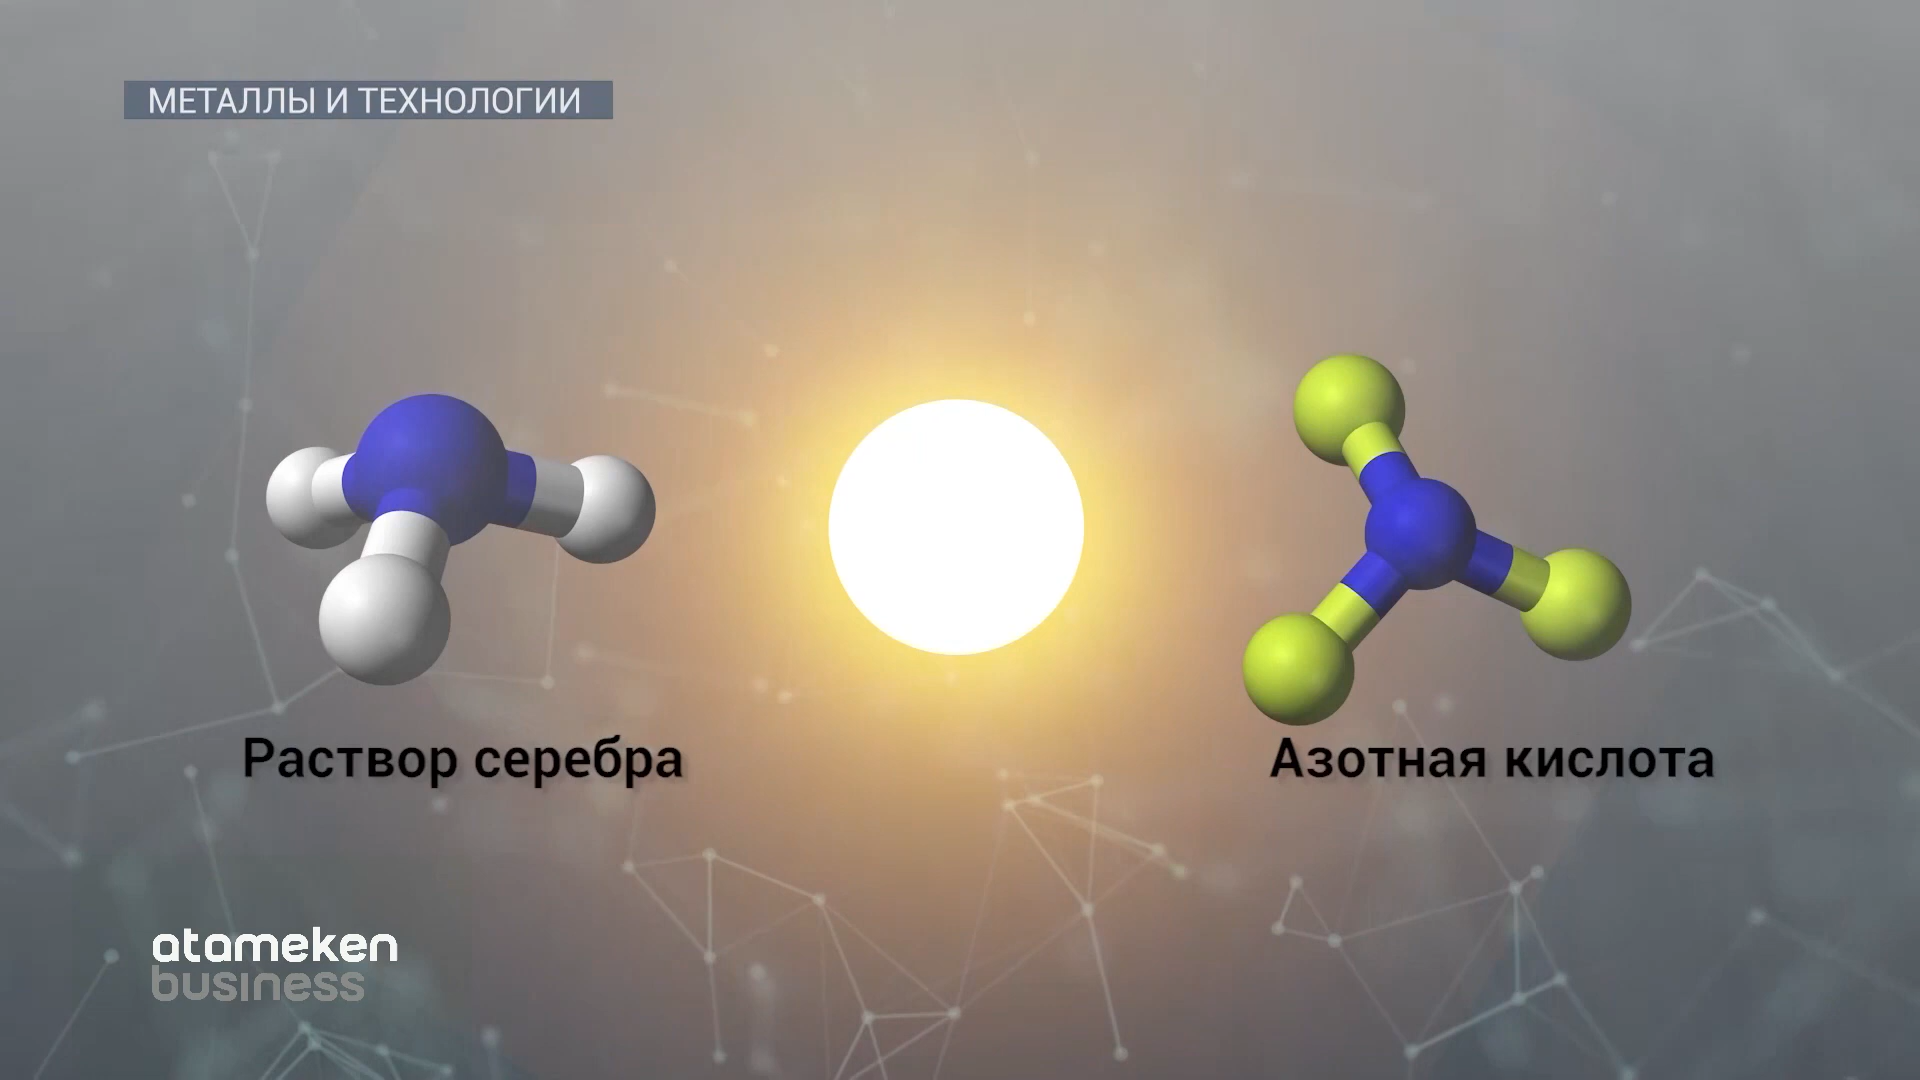 МЕТАЛЛЫ И ТЕХНОЛОГИИ
Раствор серебра
Азотная кислота
atameken
business